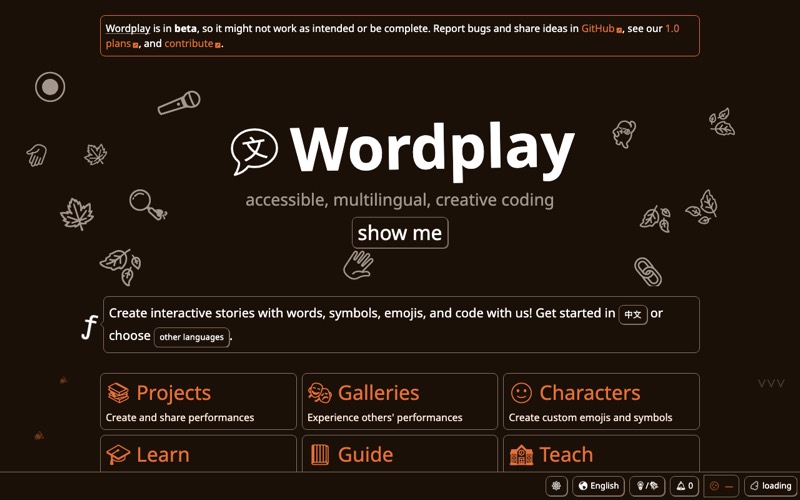 Wordplay is in beta, so it might not work as intended or be complete. Report bugs and share ideas in GitHub, see our 1.0
plans, and contribute.
文 Wordplay
accessible, multilingual, creative coding
show me
Create interactive stories with words, symbols, emojis, and code with us! Get started in 中文 or
choose other languages.
ƒ
Projects
Create and share performances
Galleries
Experience others' performances
Characters
Create custom emojis and symbols
Learn
Guide
Teach
English
/
0
—
loading